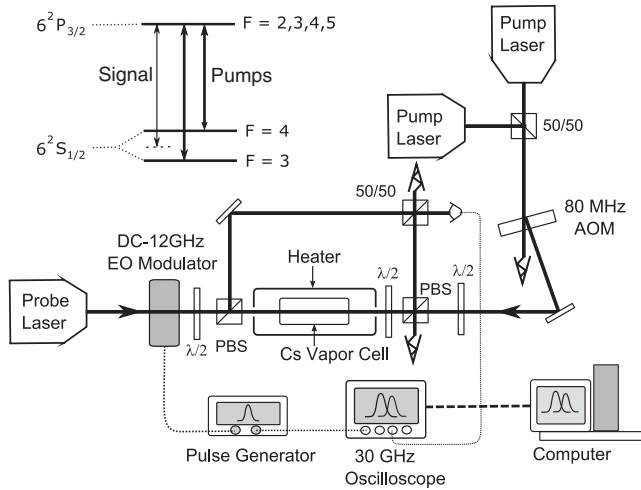 6²P3/2
F = 2,3,4,5
Signal
Pumps
6²S1/2
F = 4
F = 3
Pump
Laser
Pump
Laser
50/50
50/50
80 MHz
AOM
DC-12GHz
EO Modulator
Heater
λ/2
λ/2
PBS
Probe
Laser
λ/2
PBS
Cs Vapor Cell
Pulse Generator
30 GHz
Oscilloscope
Computer